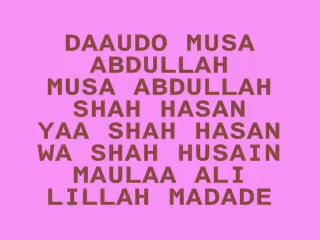 DAAUDO MUSA
ABDULLAH
MUSA ABDULLAH
SHAH HASAN
YAA SHAH HASAN
WA SHAH HUSAIN
MAULAA ALI
LILLAH MADADE